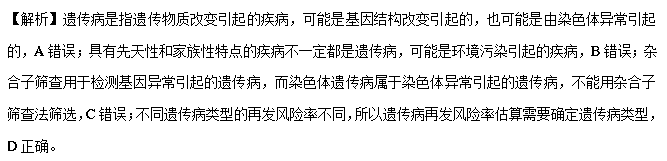 【解析】遗传病是指遗传物质改变引起的疾病，可能是基因结构改变引起的，也可能是由染色体异常引起
的，A 错误；具有先天性和家族性特点的疾病不一定都是遗传病，可能是环境污染引起的疾病，B 错误；杂
合子筛查用于检测基因异常引起的遗传病，而染色体遗传病属于染色体异常引起的遗传病，不能用杂合子
筛查法筛选，C 错误；不同遗传病类型的再发风险率不同，所以遗传病再发风险率估算需要确定遗传病类型，
D 正确。